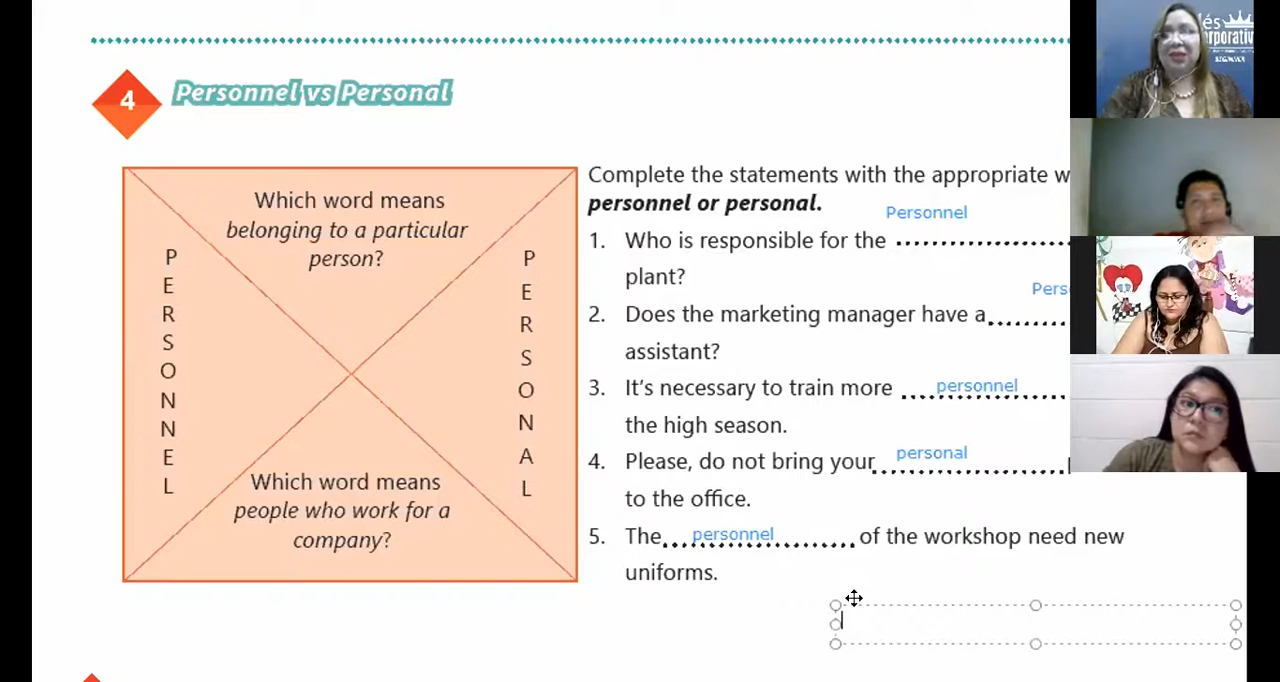 4
Personnel vs Personal
Which word means
belonging to a particular
person?
PERSONNEL
PERSONAL
Which word means
people who work for a
company?
Complete the statements with the appropriate w
personnel or personal.
Personnel
1. Who is responsible for the ....................
plant?
Perso
2. Does the marketing manager have a.........
assistant?
3. It's necessary to train more ...personnel......
the high season.
4. Please, do not bring your...personal............
to the office.
5. The...personnel.........of the workshop need new
uniforms.